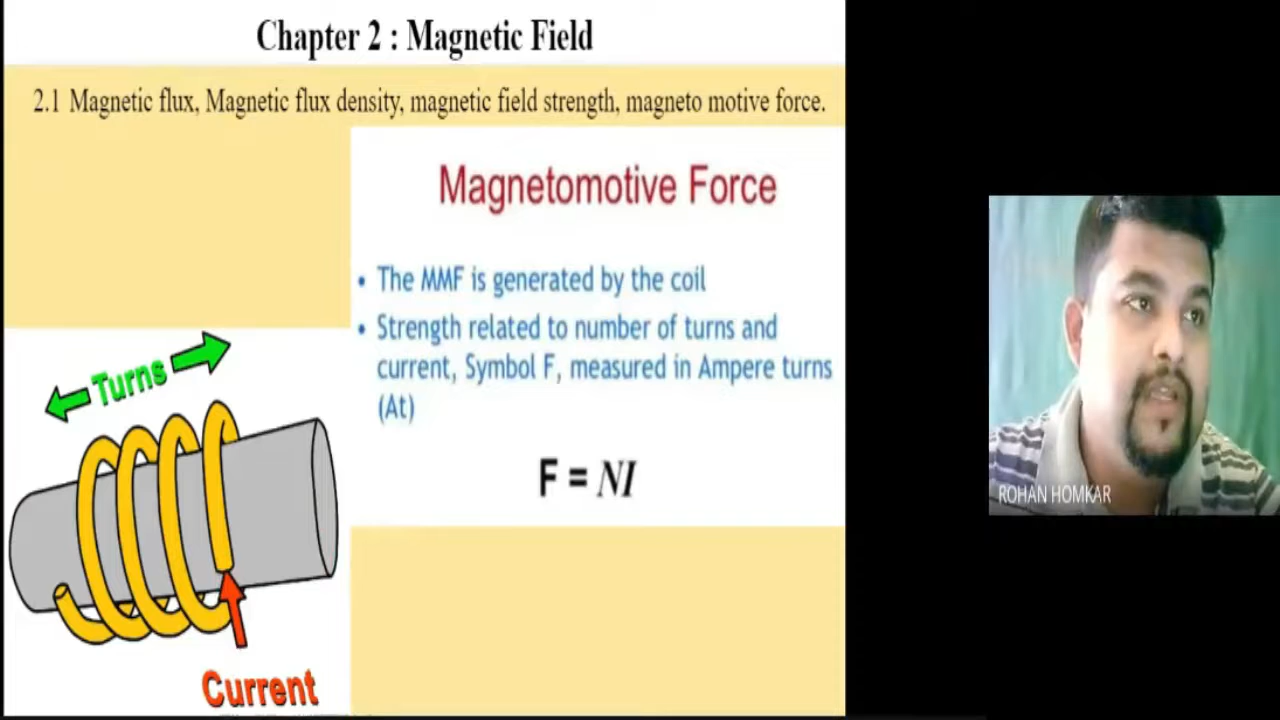 Chapter 2 : Magnetic Field
2.1 Magnetic flux, Magnetic flux density, magnetic field strength, magneto motive force.
Magnetomotive Force
• The MMF is generated by the coil
• Strength related to number of turns and
current, Symbol F, measured in Ampere turns
(At)
F = NI
Turns
Current
ROHAN HOMKAR